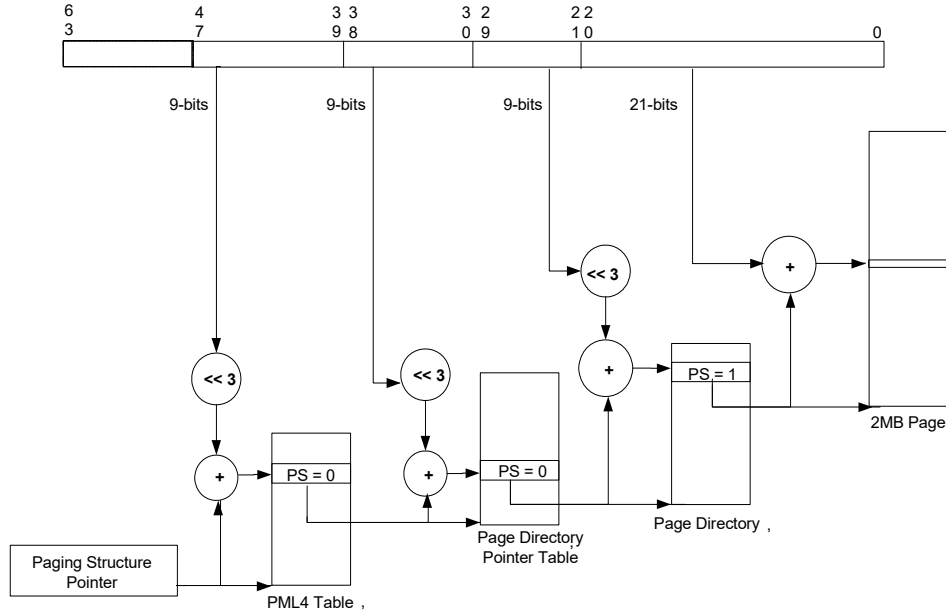 6 4 3 3 3 2 2 2
3 7 9 8 0 9 1 0 0
9-bits 9-bits 9-bits 21-bits
<< 3
+
<< 3 << 3
+
PS = 1
2MB Page
+ PS = 0 + PS = 0
Page Directory ,
Page Directory,
Pointer Table
Paging Structure
Pointer
PML4 Table ,